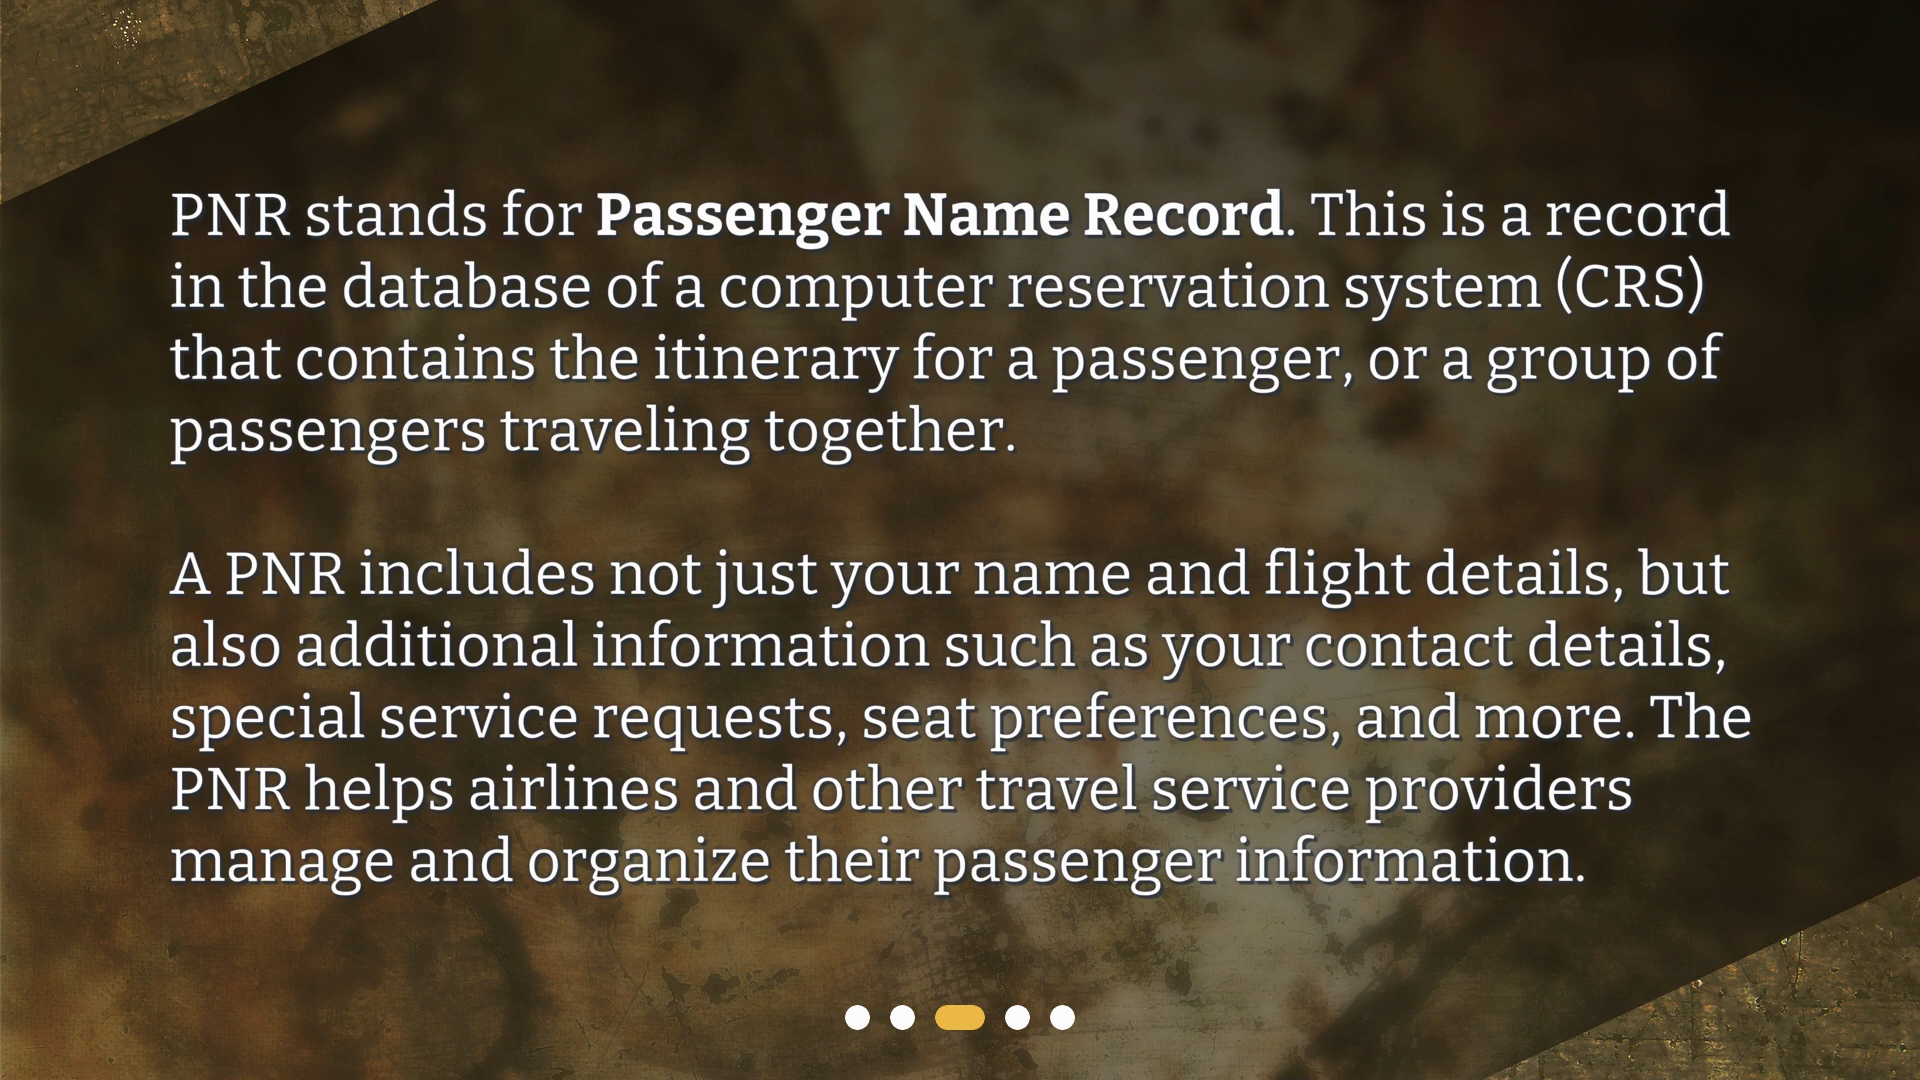 PNR stands for Passenger Name Record. This is a record
in the database of a computer reservation system (CRS)
that contains the itinerary for a passenger, or a group of
passengers traveling together.
A PNR includes not just your name and flight details, but
also additional information such as your contact details,
special service requests, seat preferences, and more. The
PNR helps airlines and other travel service providers
manage and organize their passenger information.